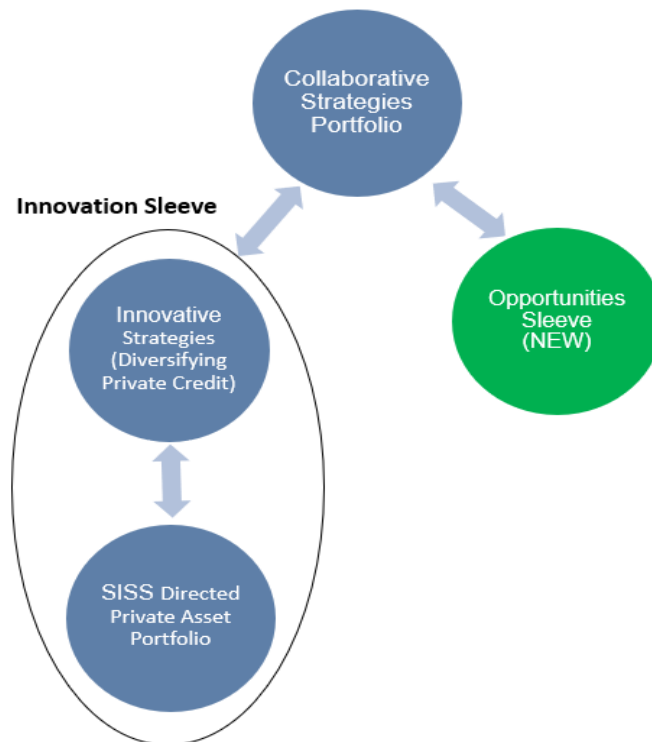 Collaborative
Strategies
Portfolio
Innovation Sleeve
Innovative
Strategies
(Diversifying
Private Credit)
Opportunities
Sleeve
(NEW)
SISS Directed
Private Asset
Portfolio